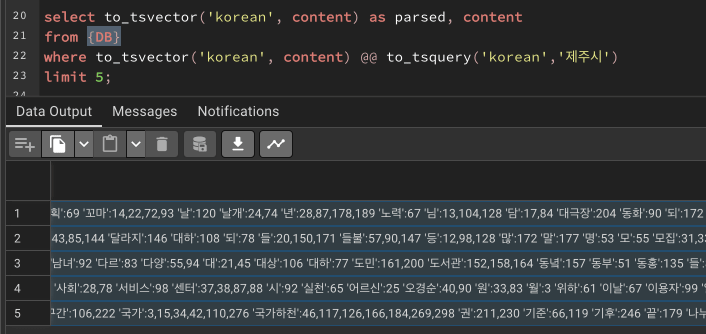 20 select to_tsvector('korean', content) as parsed, content
21 from {DB}
22 where to_tsvector('korean', content) @@ to_tsquery('korean','제주시')
23 limit 5;
Data Output Messages Notifications
1 획':69 '꼬마':14,22,72,93 '날':120 '날개':24,74 '년':28,87,178,189 '노력':67 '님':13,104,128 '담':17,84 '대극장':204 '동화':90 '되':172
2 43,85,144 '달라지':146 '대하':108 '되':78 '들':20,150,171 '들불':57,90,147 '등':12,98,128 '많':172 '말':177 '명':53 '모':55 '모집':31,3
3 '남녀':92 '다르':83 '다양':55,94 '대':21,45 '대상':106 '대하':77 '도민':161,200 '도서관':152,158,164 '동녘':157 '동부':51 '동홍':135 '들':
4 '사회':28,78 '서비스':98 '센터':37,38,87,88 '시':92 '실천':65 '어르신':25 '오경순':40,90 '원':33,83 '월':3 '위하':61 '이날':67 '이용자':99
5 구간':106,222 '국가':3,15,34,42,110,276 '국가하천':46,117,126,166,184,269,298 '권':211,230 '기준':66,119 '기후':246 '끝':179 '나누